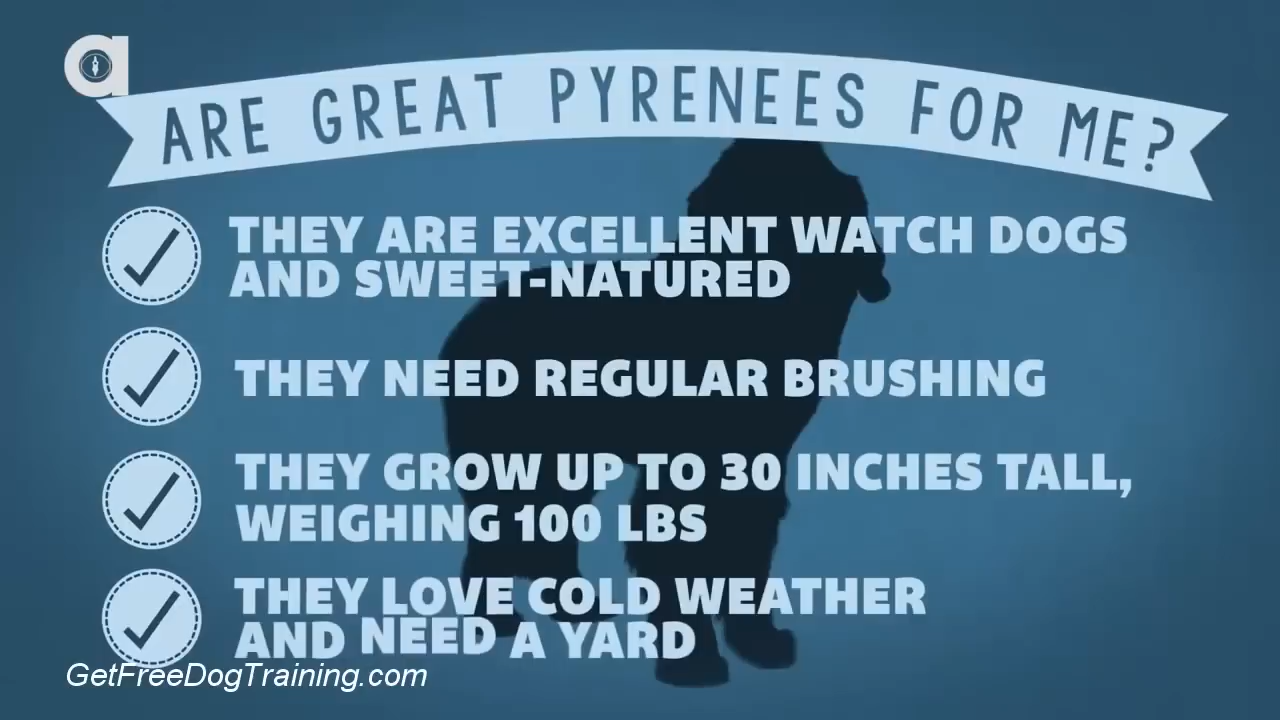 a
ARE GREAT PYRENEES FOR ME?
THEY ARE EXCELLENT WATCH DOGS
AND SWEET-NATURED
THEY NEED REGULAR BRUSHING
THEY GROW UP TO 30 INCHES TALL,
WEIGHING 100 LBS
THEY LOVE COLD WEATHER
AND NEED A YARD
GetFreeDogTraining.com